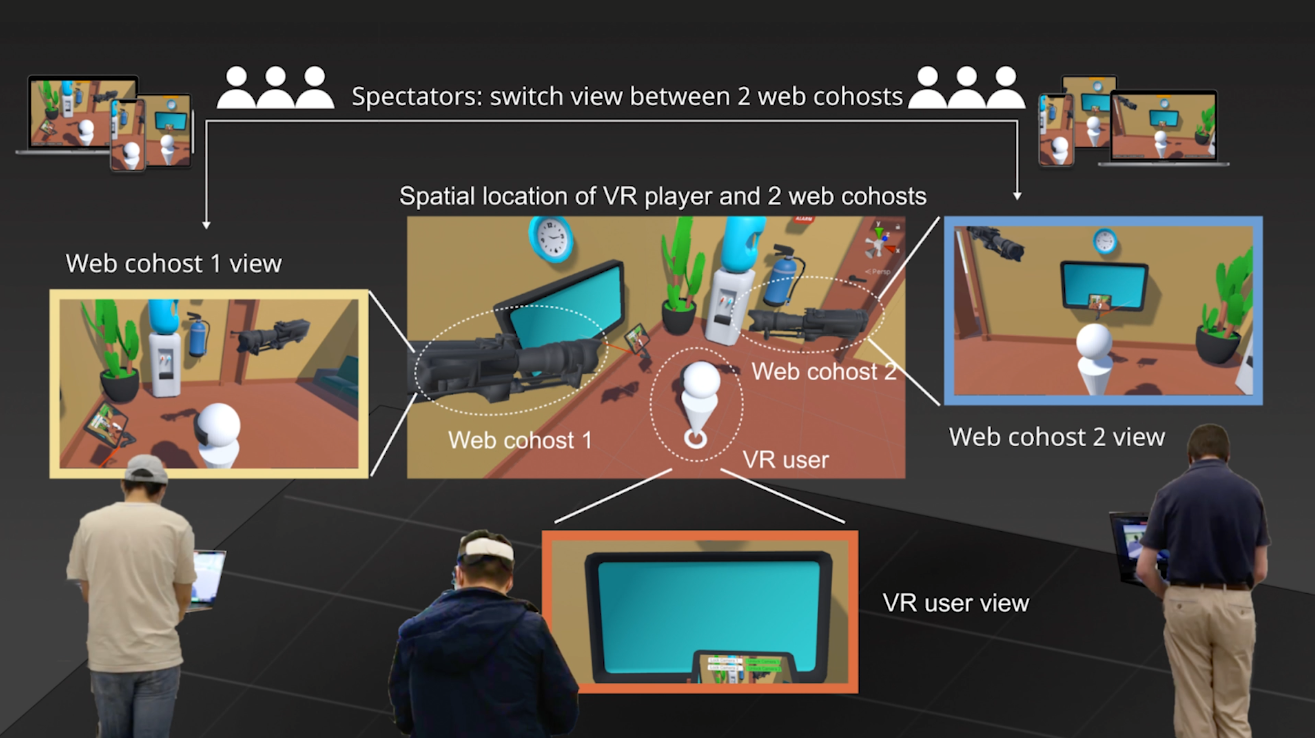 Spectators: switch view between 2 web cohosts
Spatial location of VR player and 2 web cohosts
Web cohost 1 view
Web cohost 2
Web cohost 1
VR user
Web cohost 2 view
VR user view